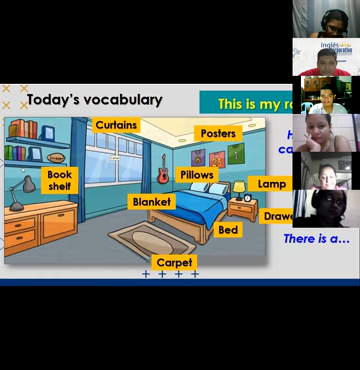 Inglés
Corporativo
Today's vocabulary
This is my ro
Curtains
Posters
Book
shelf
Pillows
Lamp
Blanket
Drawe
Bed
There is a…
Carpet